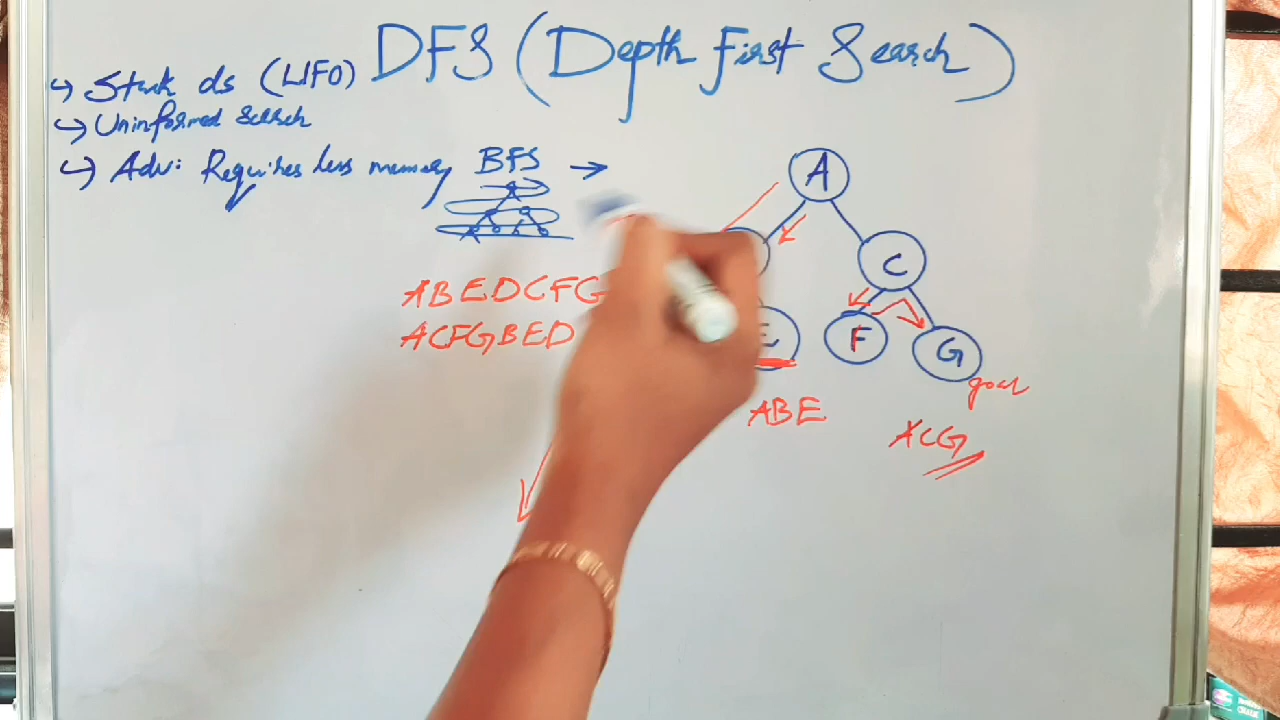 DFS (Depth First Search)
→ Stack ds (LIFO)
→ Uninformed search
→ Adv: Requires less memory BFS →
A
C
E
F
G
goal
ABEDCFG
ACFGBED
ABE
ACG